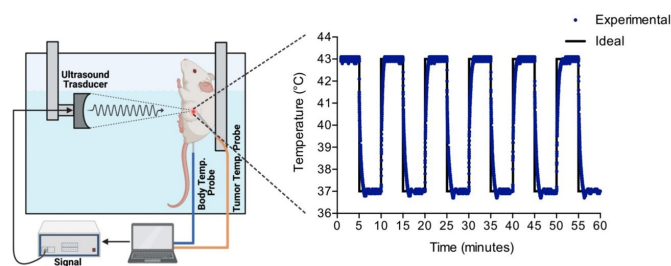 Ultrasound
Trasducer
Body Temp.
Probe
Tumor Temp. Probe
Signal
Experimental
Ideal
Temperature (°C)
44
43
42
41
40
39
38
37
36
0 5 10 15 20 25 30 35 40 45 50 55 60
Time (minutes)